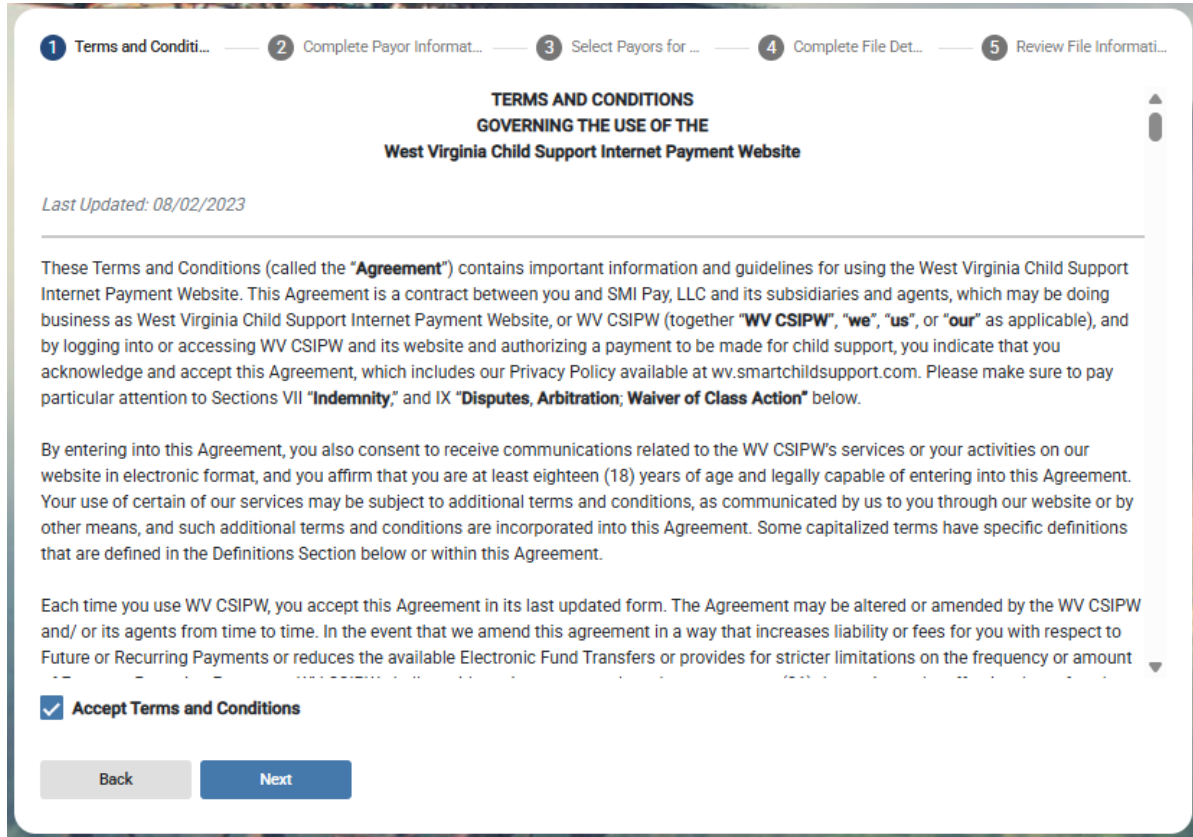 1 Terms and Conditi... 2 Complete Payor Informat... 3 Select Payors for ... 4 Complete File Det... 5 Review File Informati...
TERMS AND CONDITIONS
GOVERNING THE USE OF THE
West Virginia Child Support Internet Payment Website
Last Updated: 08/02/2023
These Terms and Conditions (called the “Agreement”) contains important information and guidelines for using the West Virginia Child Support
Internet Payment Website. This Agreement is a contract between you and SMI Pay, LLC and its subsidiaries and agents, which may be doing
business as West Virginia Child Support Internet Payment Website, or WV CSIPW (together “WV CSIPW”, “we”, “us”, or “our” as applicable), and
by logging into or accessing WV CSIPW and its website and authorizing a payment to be made for child support, you indicate that you
acknowledge and accept this Agreement, which includes our Privacy Policy available at wv.smartchildsupport.com. Please make sure to pay
particular attention to Sections VII “Indemnity,” and IX “Disputes, Arbitration; Waiver of Class Action” below.
By entering into this Agreement, you also consent to receive communications related to the WV CSIPW’s services or your activities on our
website in electronic format, and you affirm that you are at least eighteen (18) years of age and legally capable of entering into this Agreement.
Your use of certain of our services may be subject to additional terms and conditions, as communicated by us to you through our website or by
other means, and such additional terms and conditions are incorporated into this Agreement. Some capitalized terms have specific definitions
that are defined in the Definitions Section below or within this Agreement.
Each time you use WV CSIPW, you accept this Agreement in its last updated form. The Agreement may be altered or amended by the WV CSIPW
and/ or its agents from time to time. In the event that we amend this agreement in a way that increases liability or fees for you with respect to
Future or Recurring Payments or reduces the available Electronic Fund Transfers or provides for stricter limitations on the frequency or amount
Accept Terms and Conditions
Back Next